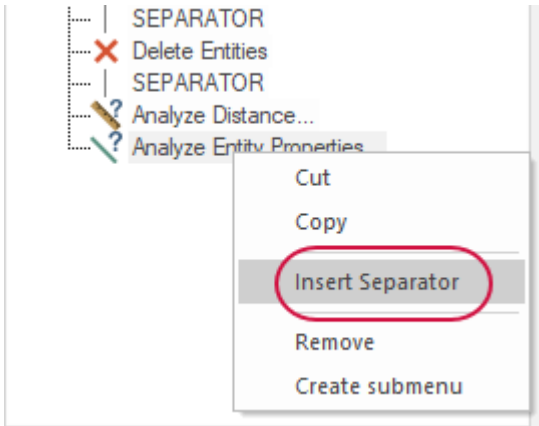 SEPARATOR
Delete Entities
SEPARATOR
Analyze Distance...
Analyze Entity Properties...
Cut
Copy
Insert Separator
Remove
Create submenu